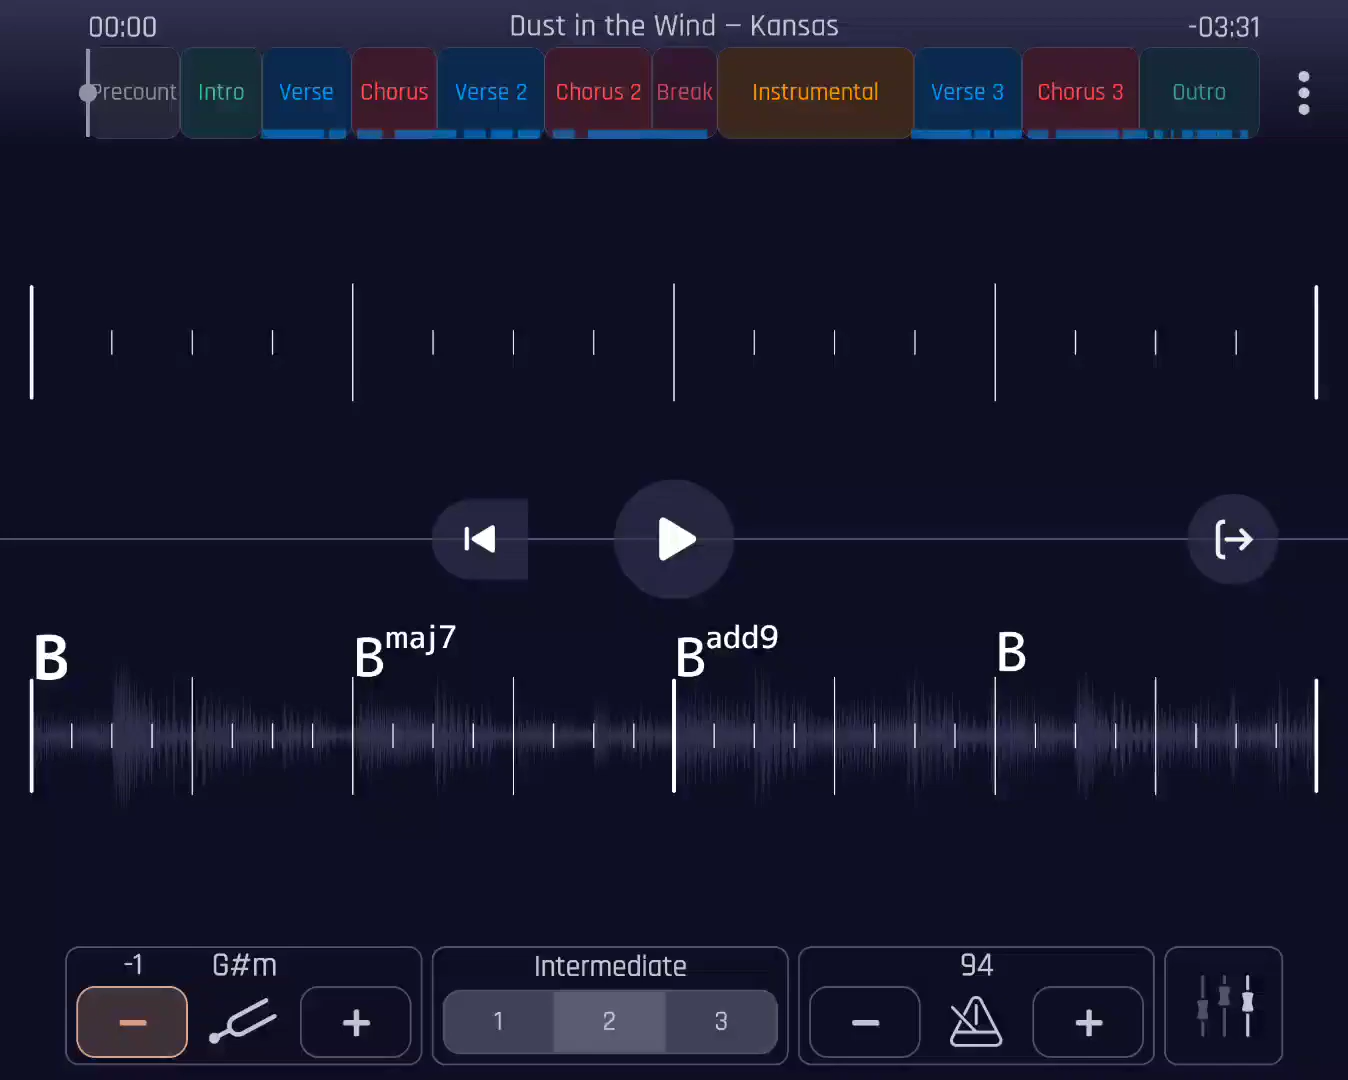 00:00 Dust in the Wind – Kansas -03:31
Precount Intro Verse Chorus Verse 2 Chorus 2 Break Instrumental Verse 3 Chorus 3 Outro
B Bmaj7 Badd9 B
-1 G#m Intermediate 94
1 2 3